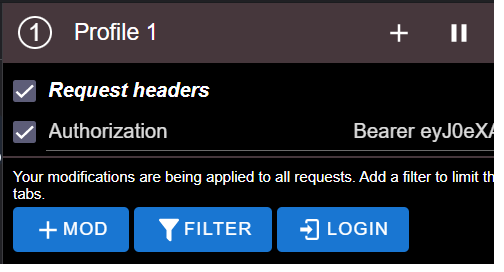 1 Profile 1
Request headers
Authorization Bearer eyJ0eXA
Your modifications are being applied to all requests. Add a filter to limit th
tabs.
+ MOD FILTER LOGIN